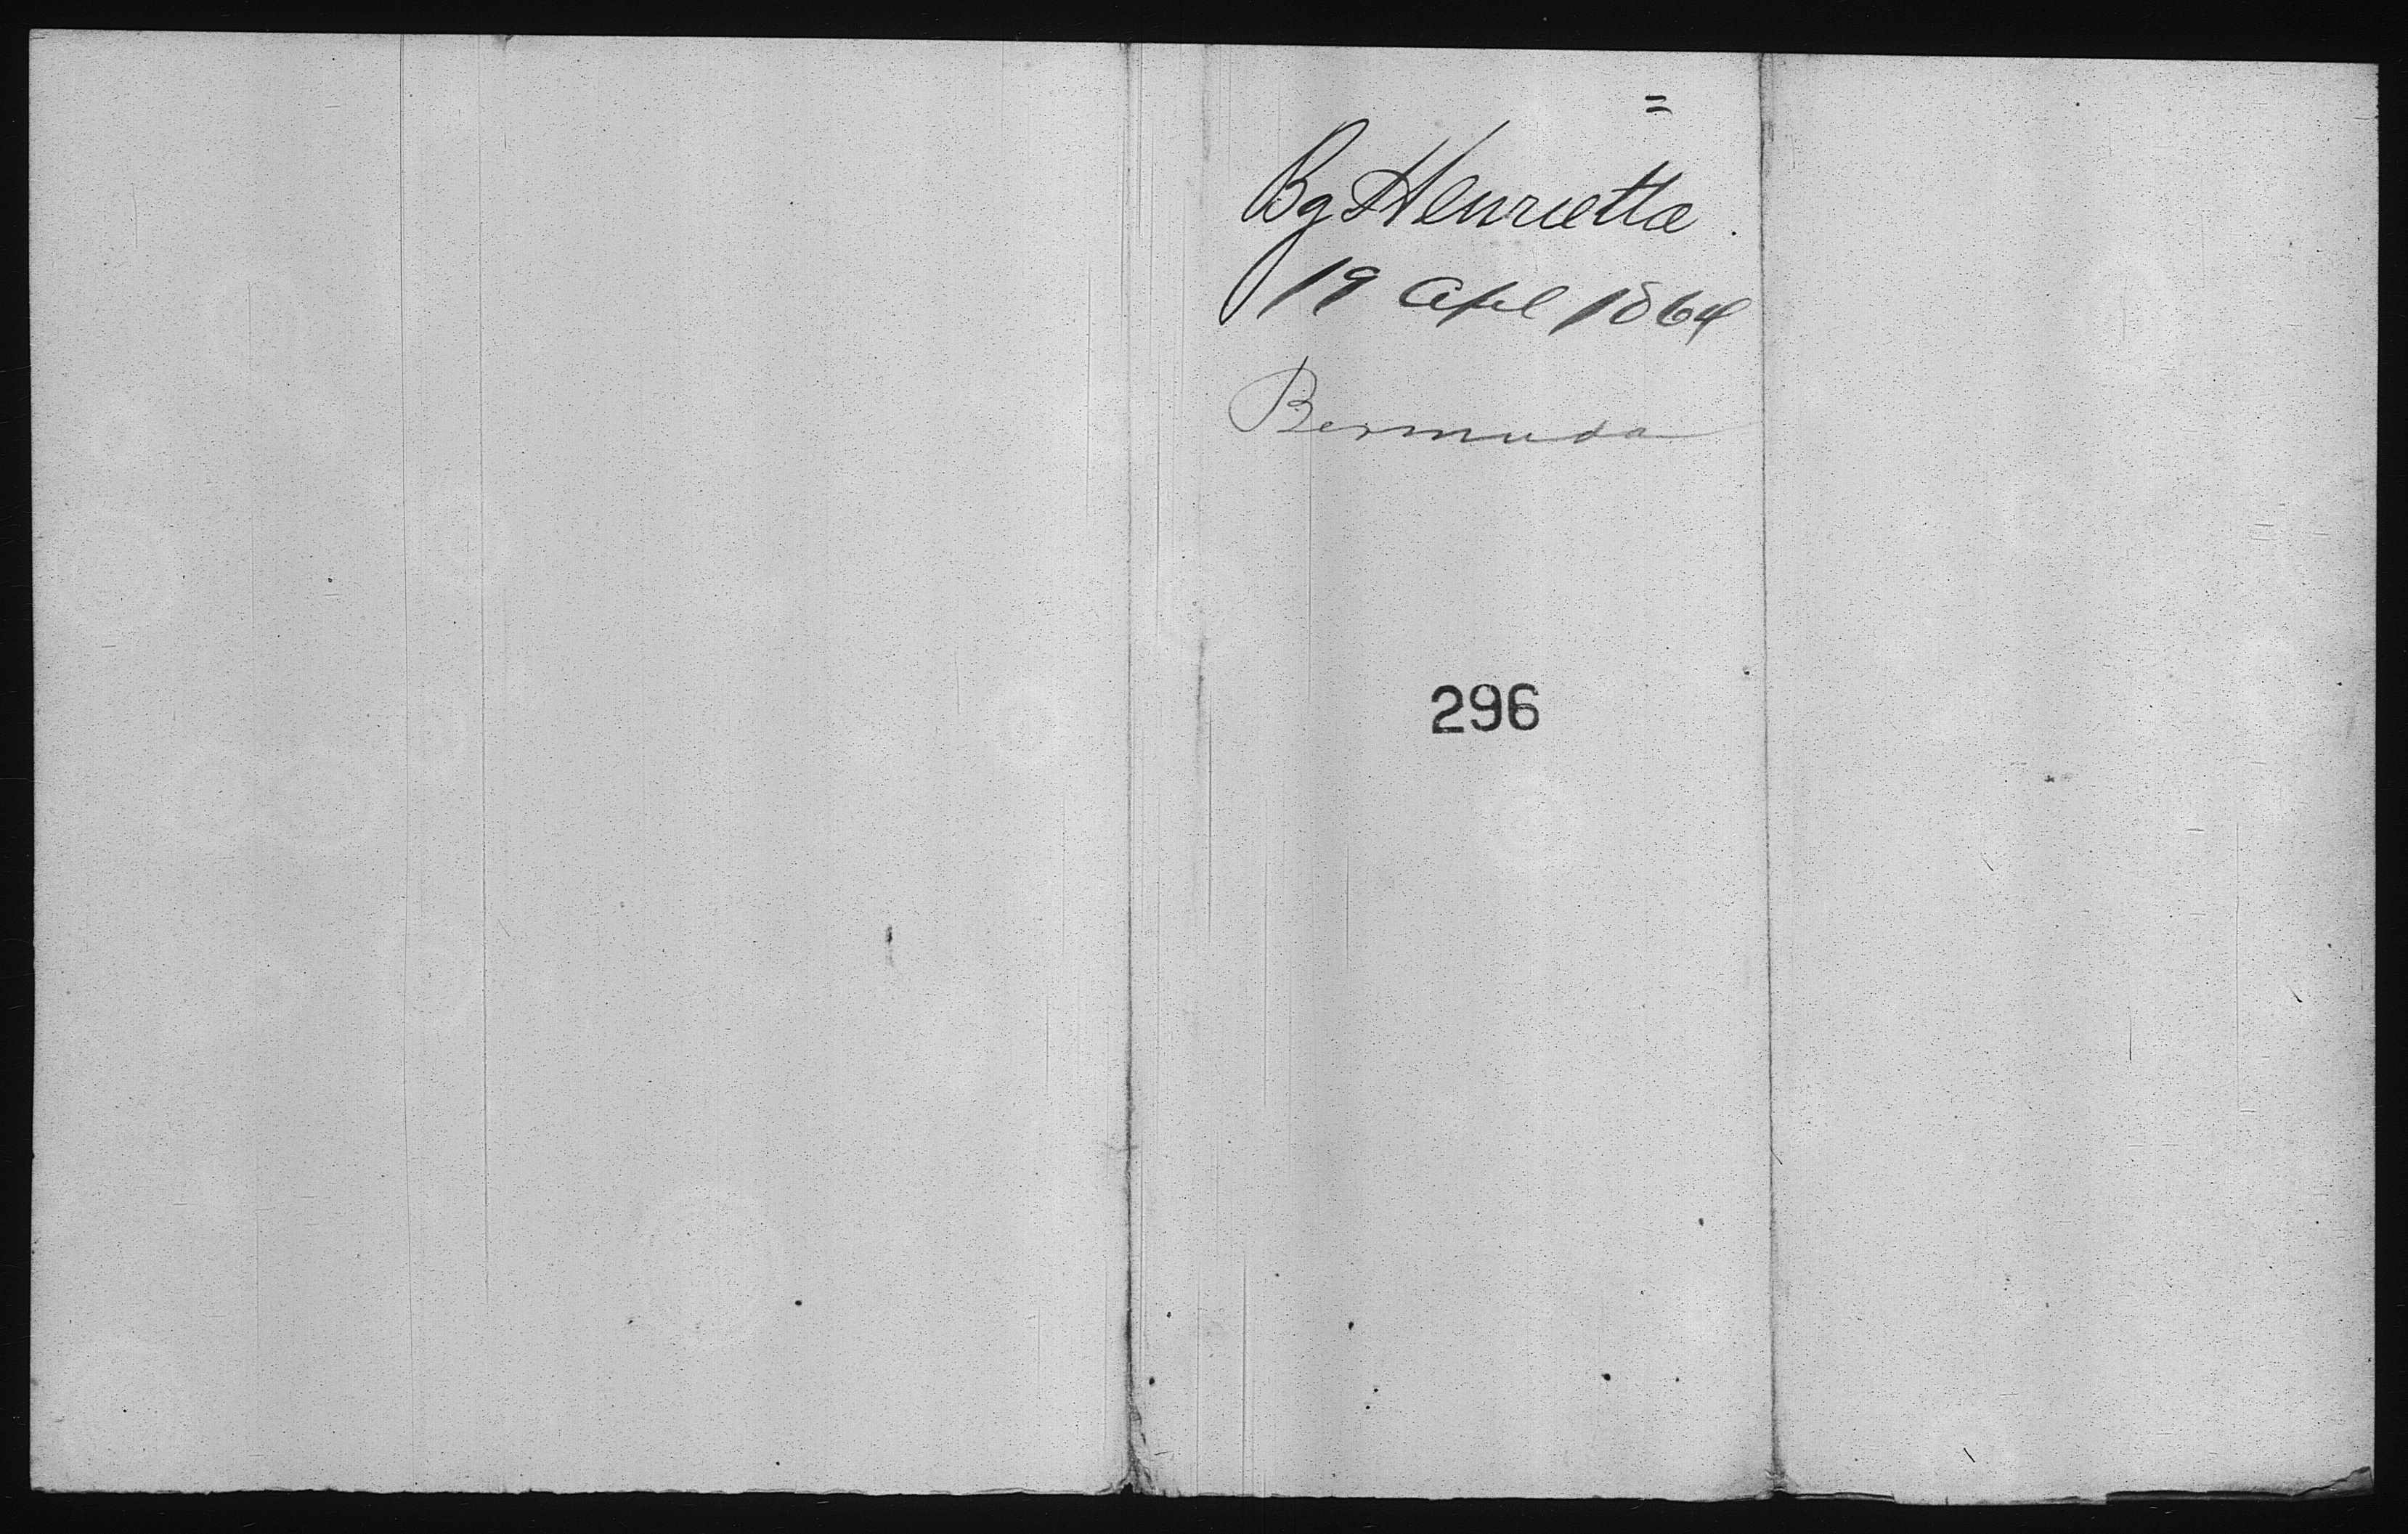 =
Bg Henrietta.
19 Apl 1864
Bermuda
296